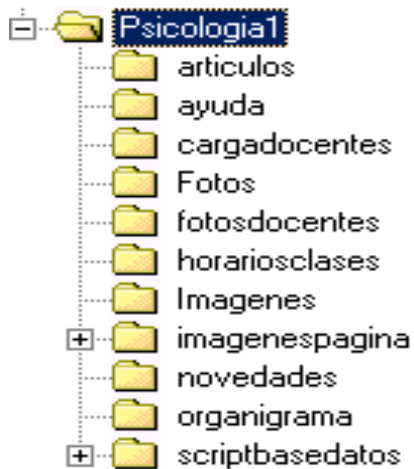 Psicologia1
articulos
ayuda
cargadocentes
Fotos
fotosdocentes
horariosclases
Imagenes
imagenespagina
novedades
organigrama
scriptbasedatos